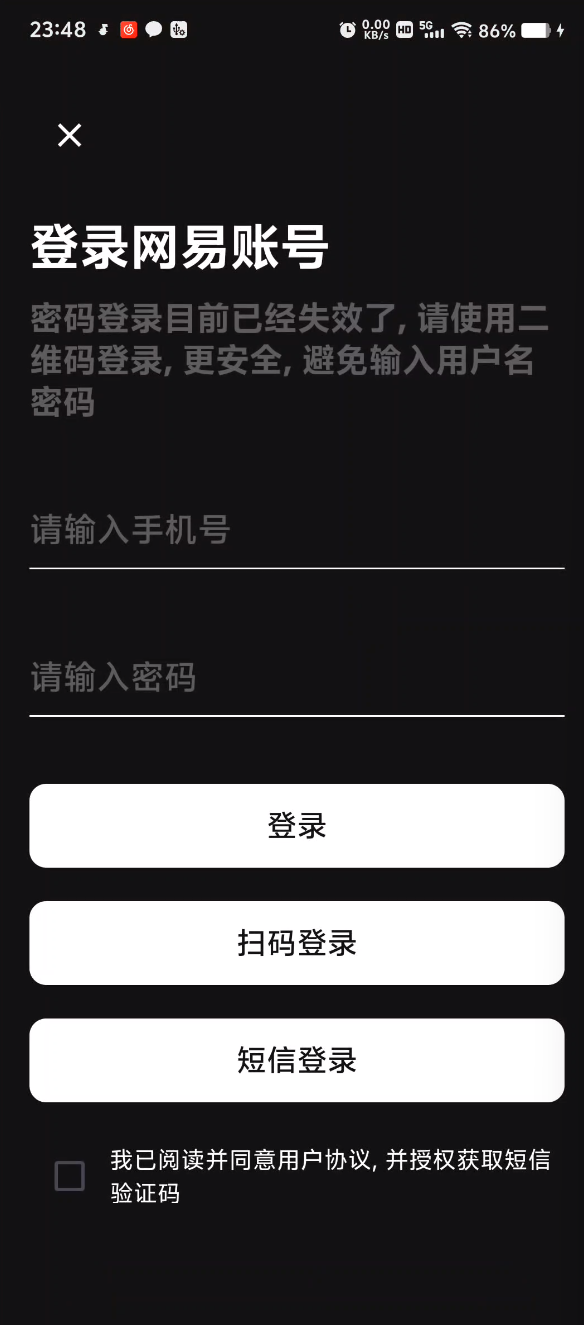 23:48 0.00 KB/s HD 5G 86%
登录网易账号
密码登录目前已经失效了, 请使用二
维码登录, 更安全, 避免输入用户名
密码
请输入手机号
请输入密码
登录
扫码登录
短信登录
我已阅读并同意用户协议, 并授权获取短信
验证码